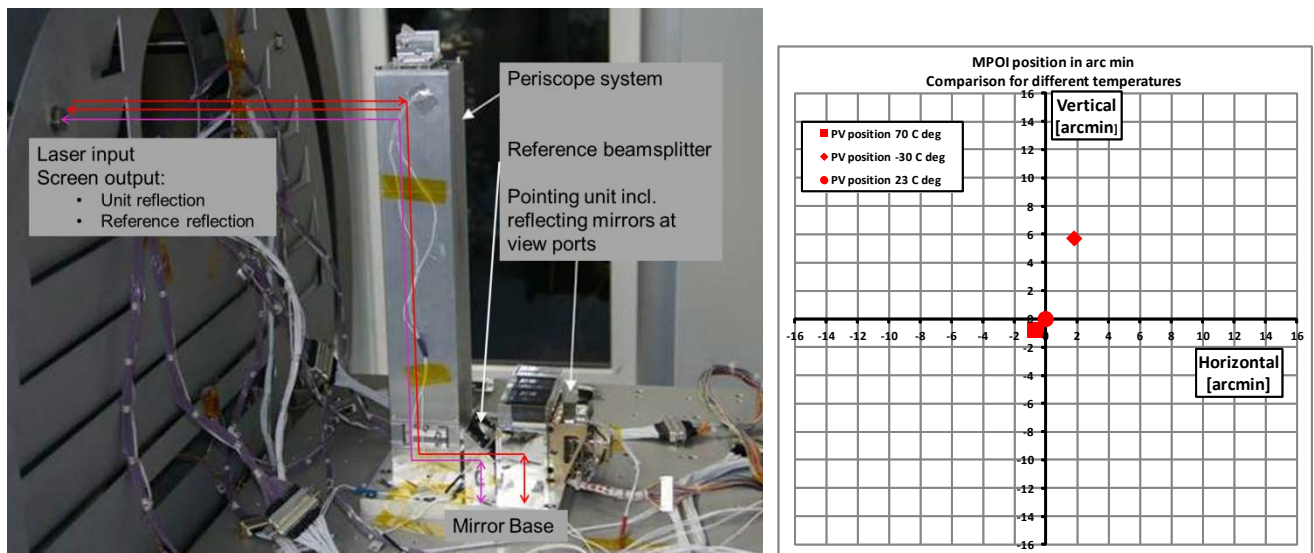 Periscope system
Reference beamsplitter
Pointing unit incl.
reflecting mirrors at
view ports
Laser input
Screen output:
• Unit reflection
• Reference reflection
Mirror Base
MPOI position in arc min
Comparison for different temperatures
Vertical
[arcmin]
PV position 70 C deg
PV position -30 C deg
PV position 23 C deg
16
14
12
10
8
6
4
2
0
-16 -14 -12 -10 -8 -6 -4 -2 0 2 4 6 8 10 12 14 16
-2
-4
-6
-8
-10
-12
-14
-16
Horizontal
[arcmin]